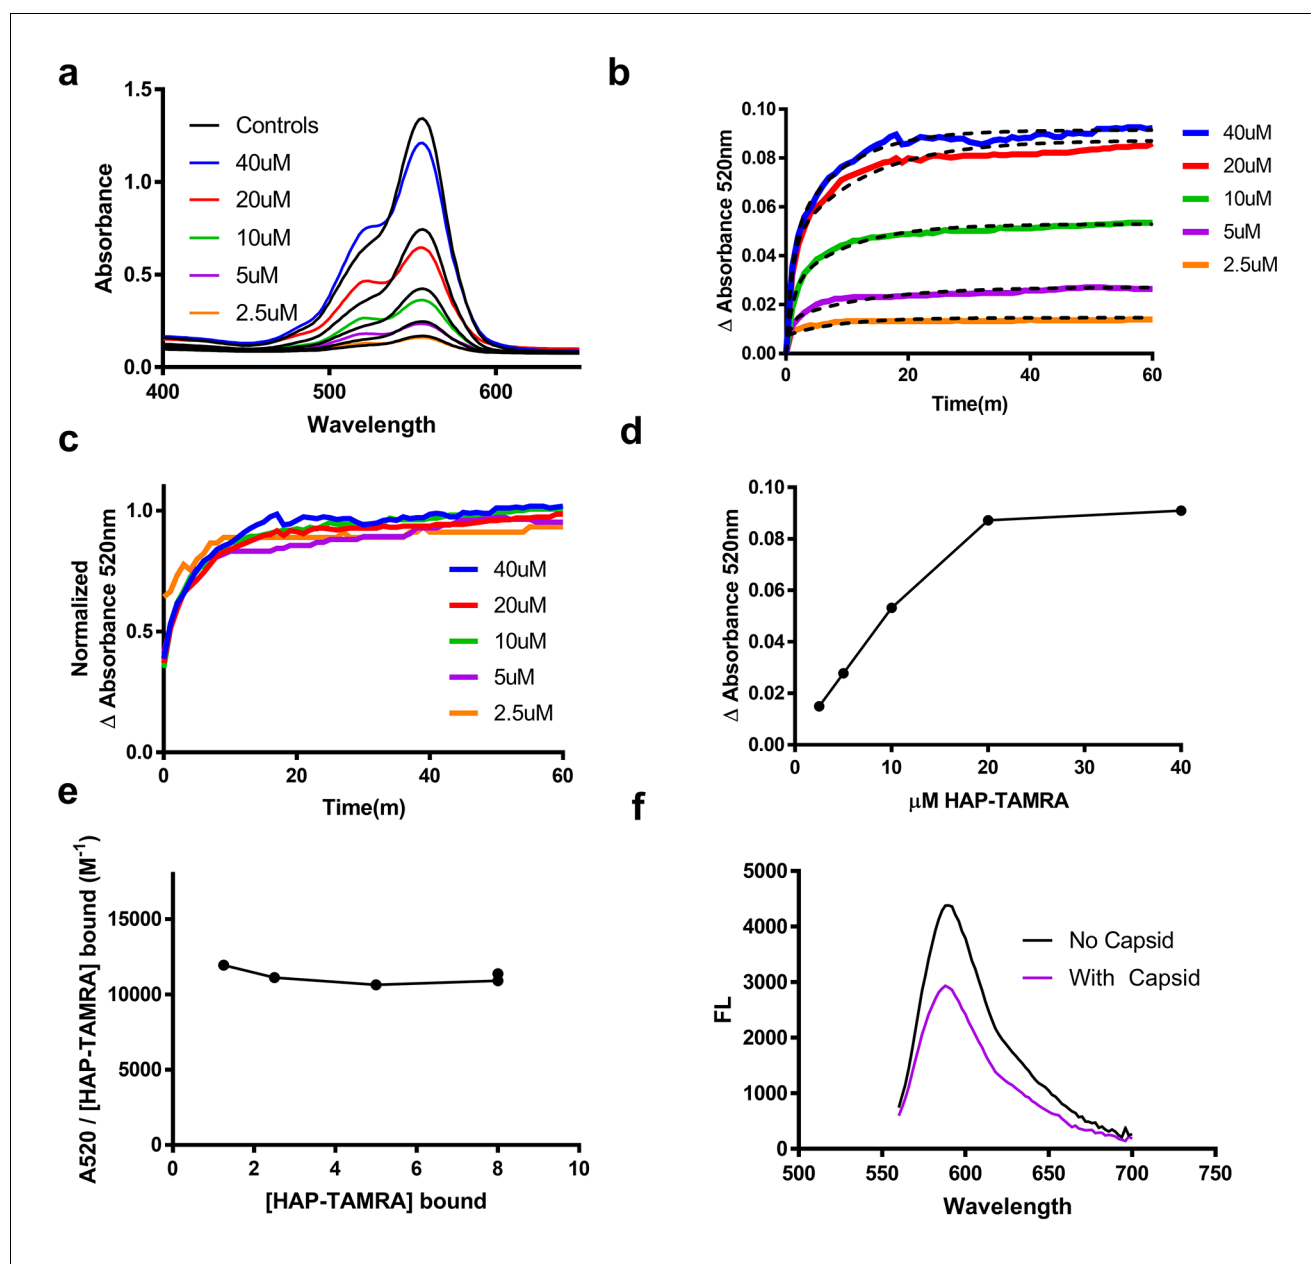 a
1.5
1.0
0.5
0.0
400
500
600
Absorbance
Wavelength
Controls
40uM
20uM
10uM
5uM
2.5uM
b
0.10
0.08
0.06
0.04
0.02
0.00
0
20
40
60
Δ Absorbance 520nm
Time(m)
40uM
20uM
10uM
5uM
2.5uM
c
1.0
0.5
0.0
0
20
40
60
Normalized
Δ Absorbance 520nm
Time(m)
40uM
20uM
10uM
5uM
2.5uM
d
0.10
0.08
0.06
0.04
0.02
0.00
0
10
20
30
40
Δ Absorbance 520nm
μM HAP-TAMRA
e
15000
10000
5000
0
0
2
4
6
8
10
A520 / [HAP-TAMRA] bound (M⁻¹)
[HAP-TAMRA] bound
f
5000
4000
3000
2000
1000
0
500
550
600
650
700
750
FL
Wavelength
No Capsid
With Capsid